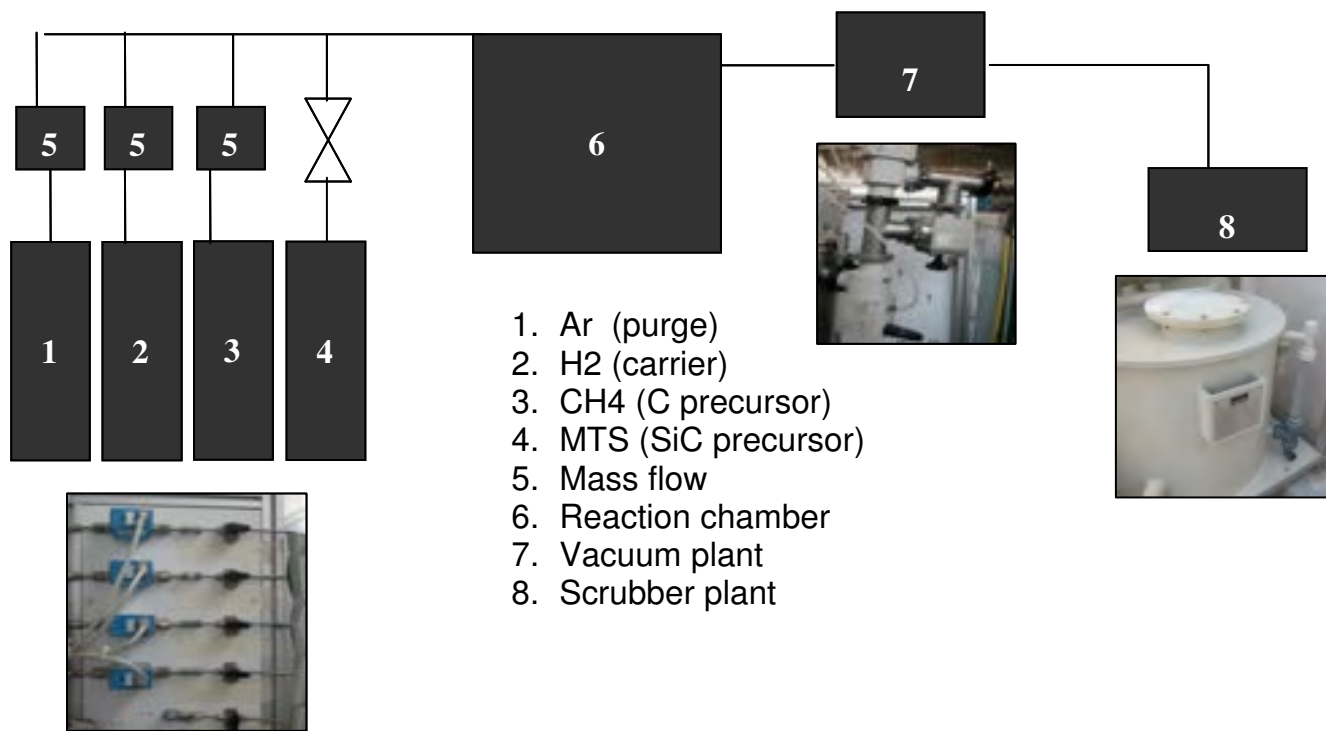 7
5 5 5
6
8
1 2 3 4
1. Ar (purge)
2. H2 (carrier)
3. CH4 (C precursor)
4. MTS (SiC precursor)
5. Mass flow
6. Reaction chamber
7. Vacuum plant
8. Scrubber plant